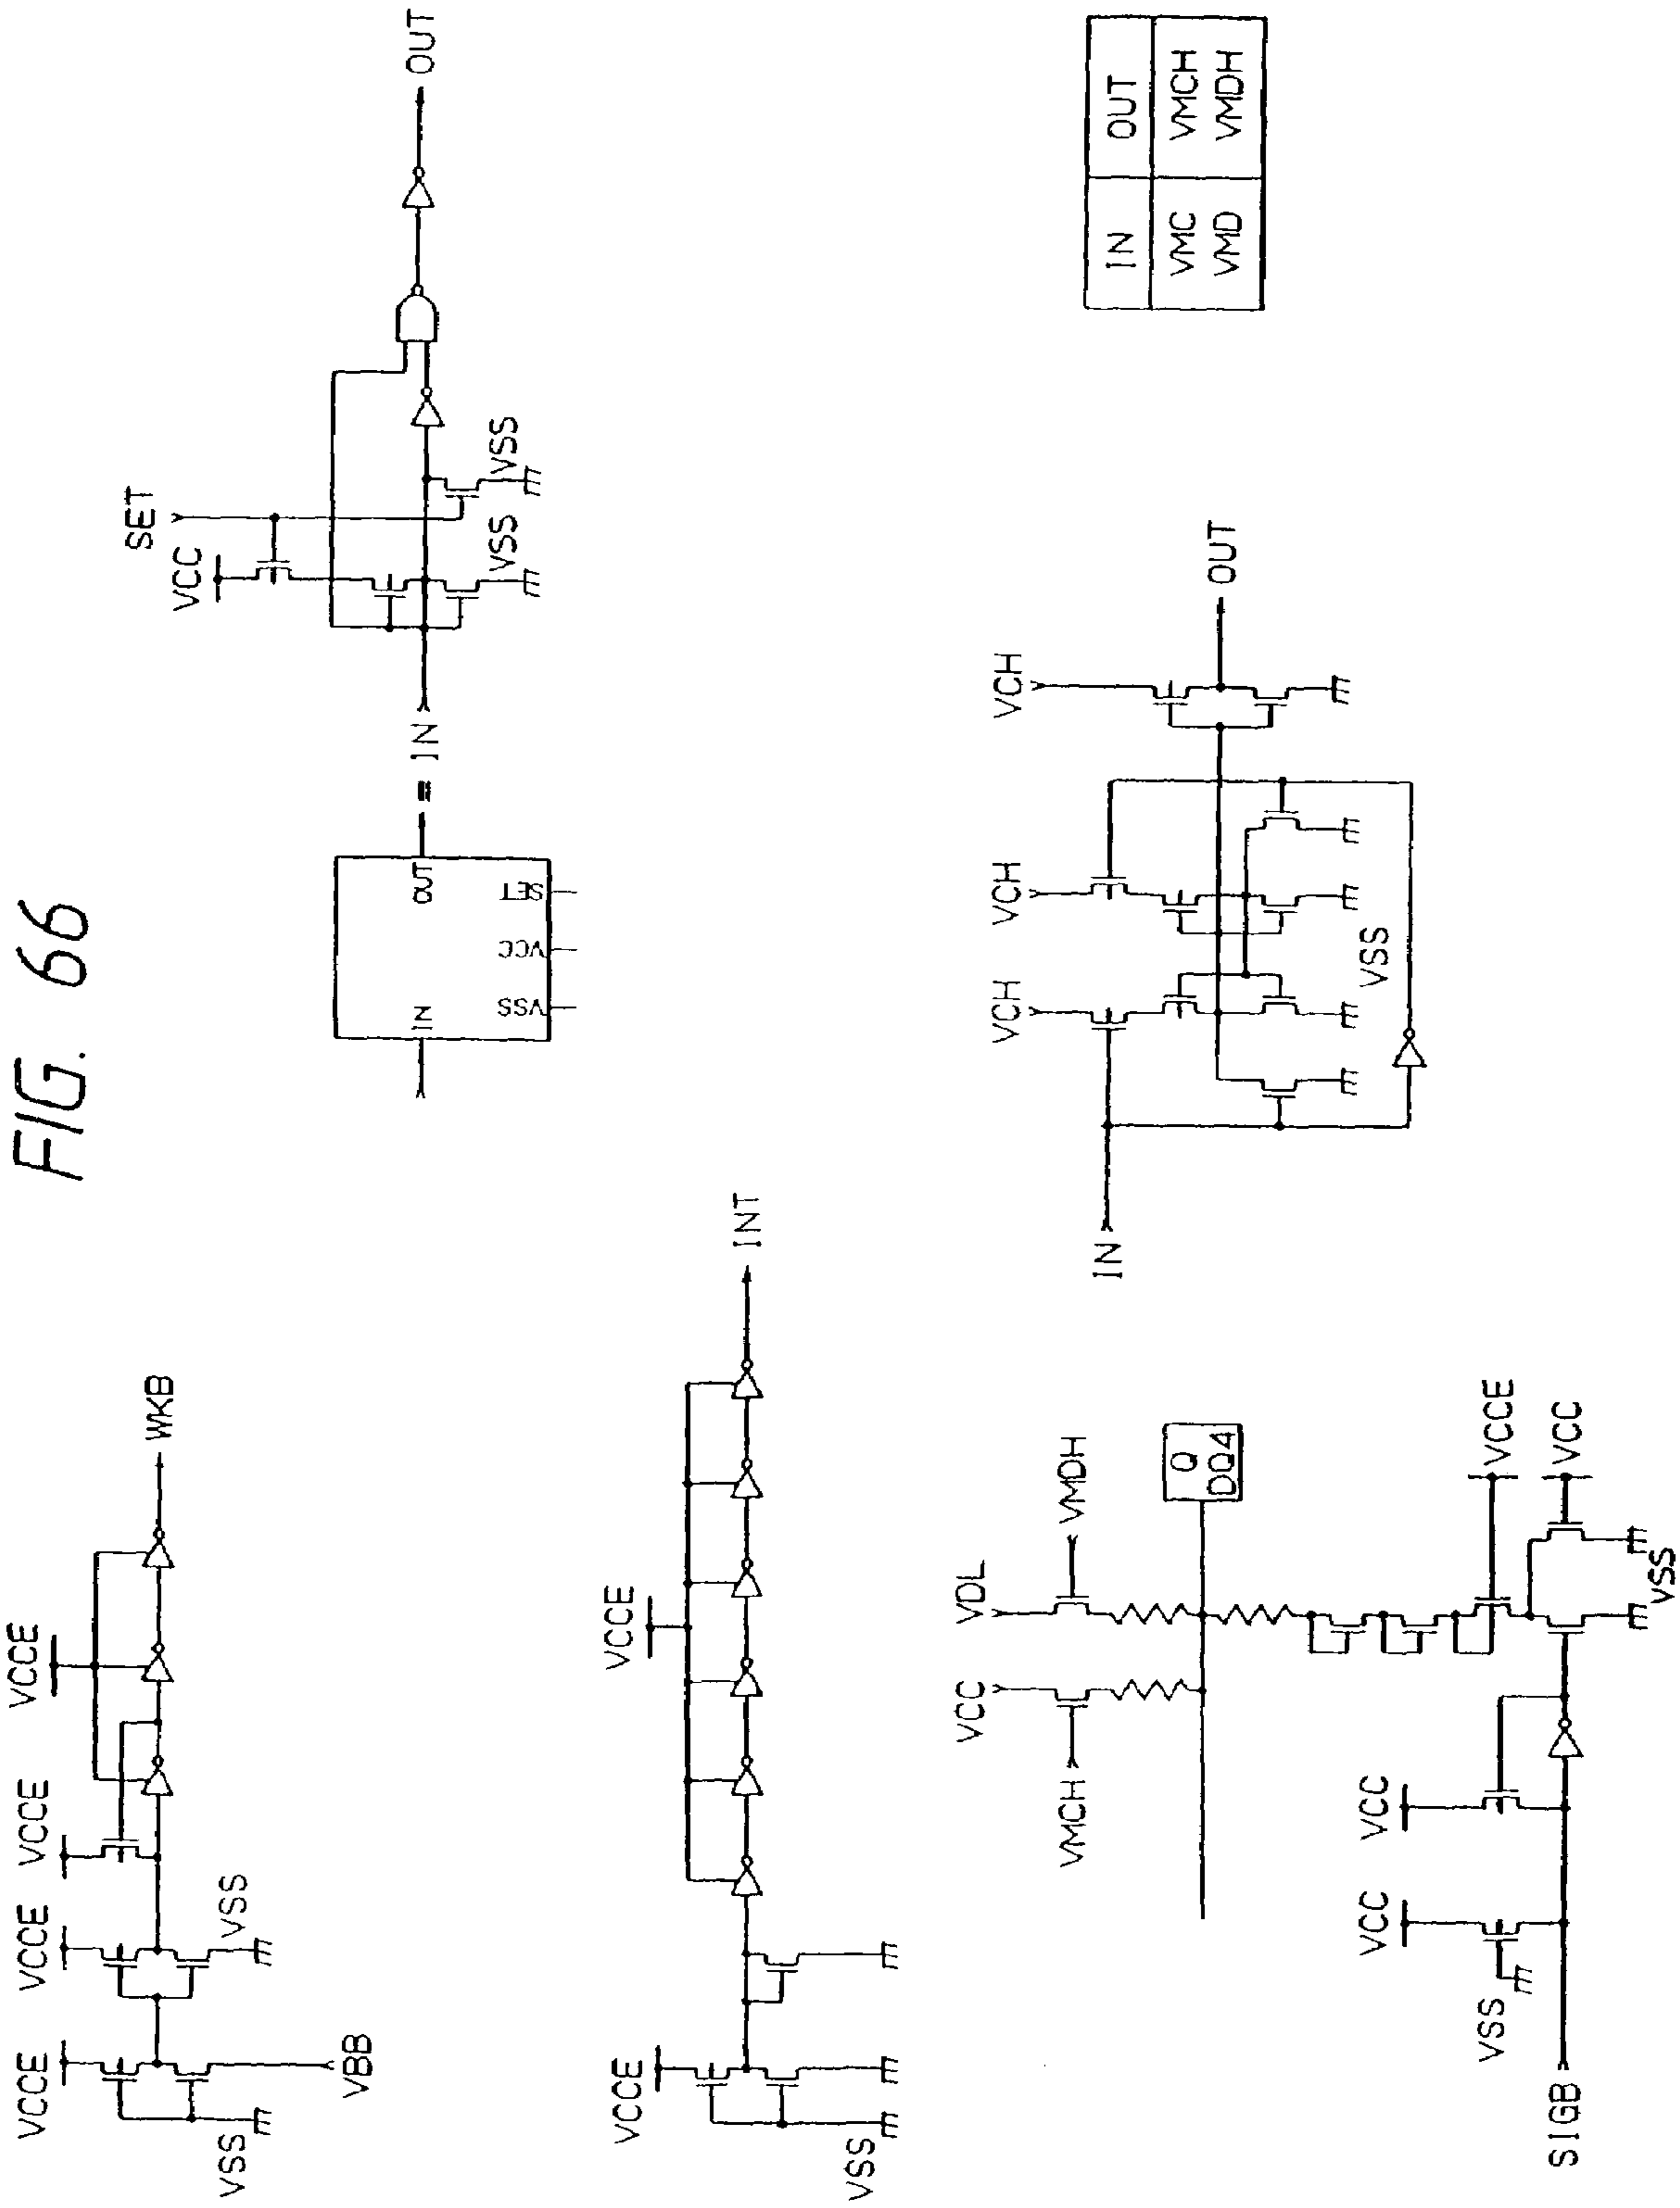 FIG. 66
VCCE
VCCE
VCCE
VCCE
VSS
VSS
VBB
WKB
IN
OUT
VSS
VCC
SET
=
IN
VCC
SET
VSS
VSS
OUT
VCCE
VCCE
VSS
INT
VCC
VDL
VMCH
VMDH
Q
DQ4
VCC
VCC
VSS
SIGB
VCCE
VCC
VSS
IN
VCH
VCH
VCH
VSS
OUT
IN OUT
VMC VMCH
VMD VMDH